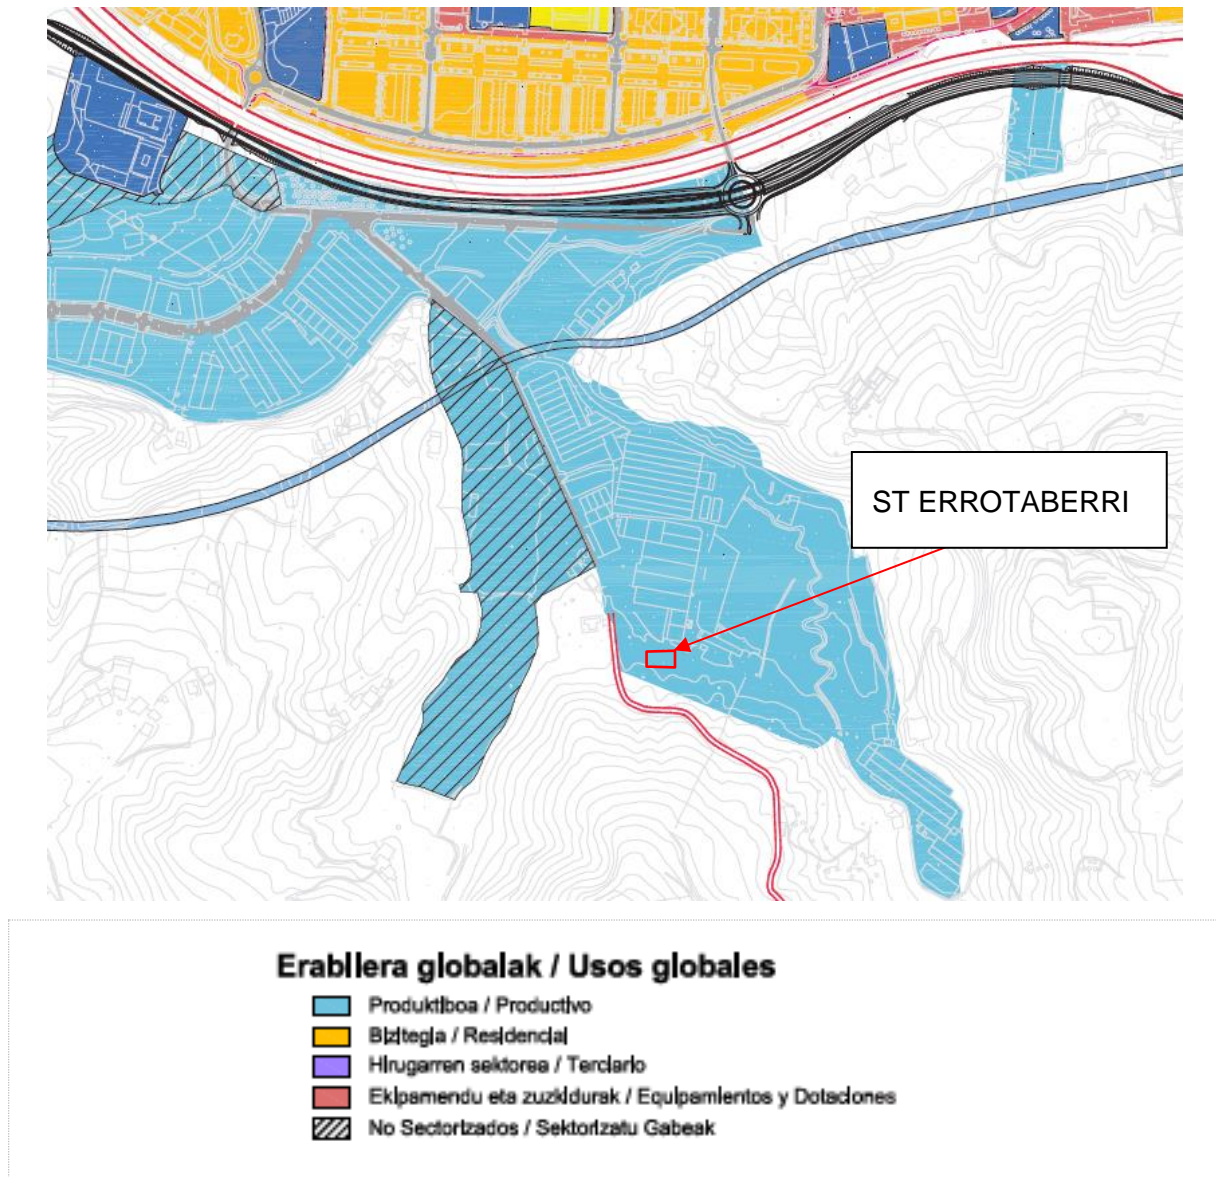 ST ERROTABERRI
Erabilera globalak / Usos globales
Produktiboa / Productivo
Bizitegia / Residencial
Hirugarren sektorea / Terciario
Ekipamendu eta zuzkidurak / Equipamientos y Dotaciones
No Sectorizados / Sektorizatu Gabeak